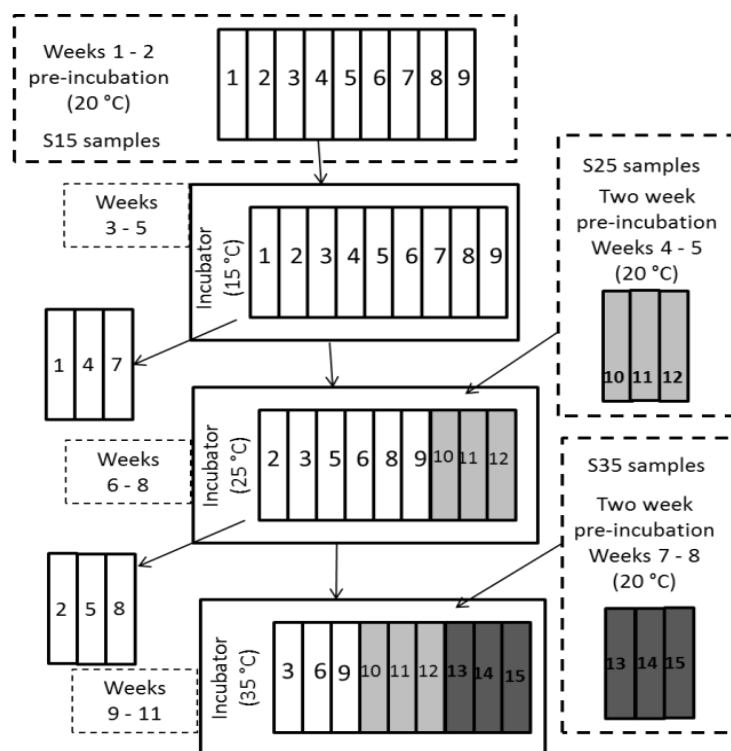 Weeks 1 - 2
pre-incubation
(20 °C)
S15 samples
1 2 3 4 5 6 7 8 9
Weeks
3 - 5
Incubator
(15 °C)
1 2 3 4 5 6 7 8 9
S25 samples
Two week
pre-incubation
Weeks 4 - 5
(20 °C)
10 11 12
1 4 7
Weeks
6 - 8
Incubator
(25 °C)
2 3 5 6 8 9 10 11 12
S35 samples
Two week
pre-incubation
Weeks 7 - 8
(20 °C)
13 14 15
2 5 8
Weeks
9 - 11
Incubator
(35 °C)
3 6 9 10 11 12 13 14 15